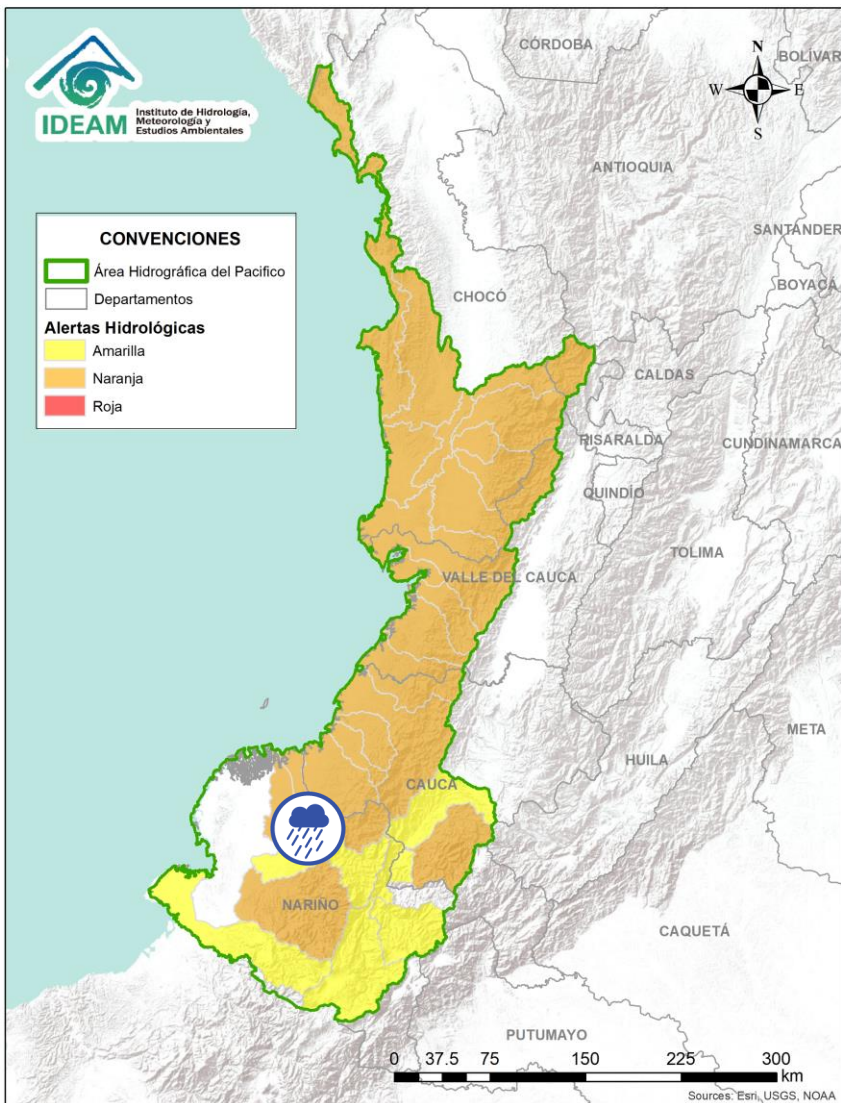 IDEAM
Instituto de Hidrología,
Meteorología y
Estudios Ambientales
CÓRDOBA
BOLÍVAR
N
W
E
S
ANTIOQUIA
SANTANDER
BOYACÁ
CONVENCIONES
Área Hidrográfica del Pacifico
Departamentos
Alertas Hidrológicas
Amarilla
Naranja
Roja
CHOCÓ
CALDAS
RISARALDA
CUNDINAMARCA
QUINDÍO
TOLIMA
VALLE DEL CAUCA
META
HUILA
CAUCA
NARIÑO
CAQUETÁ
PUTUMAYO
0 37.5 75 150 225 300
km
Sources: Esri, USGS, NOAA